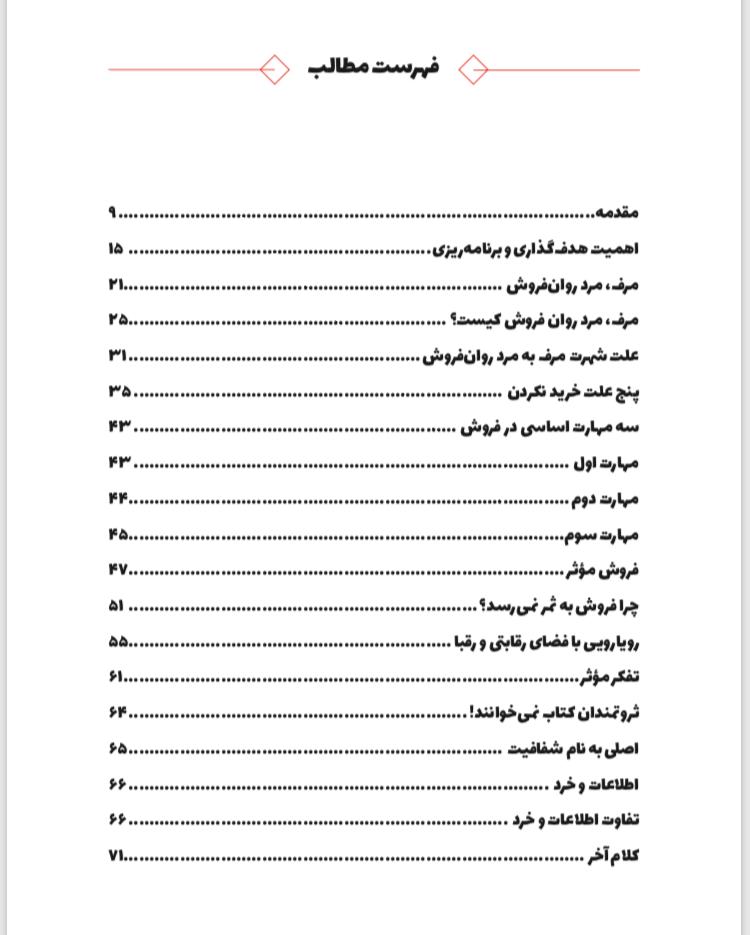 فهرست مطالب
مقدمه..........................................................................................۹
اهمیت هدف‌گذاری و برنامه‌ریزی.......................................................... ۱۵
مرف، مرد روان‌فروش ........................................................................۲۱
مرف، مرد روان فروش کیست؟ .............................................................۲۵
علت شهرت مرف به مرد روان‌فروش ........................................................۳۱
پنج علت خرید نکردن .......................................................................۳۵
سه مهارت اساسی در فروش ...............................................................۴۳
مهارت اول ...................................................................................۴۳
مهارت دوم ...................................................................................۴۴
مهارت سوم...................................................................................۴۵
فروش مؤثر...................................................................................۴۷
چرا فروش به ثمر نمی‌رسد؟................................................................... ۵۱
رویارویی با فضای رقابتی و رقبا .............................................................۵۵
تفکر مؤثر.....................................................................................۶۱
ثروتمندان کتاب نمی‌خوانند!.................................................................۶۴
اصلی به نام شفافیت ........................................................................۶۵
اطلاعات و خرد ..............................................................................۶۶
تفاوت اطلاعات و خرد .......................................................................۶۶
کلام آخر ......................................................................................۷۱